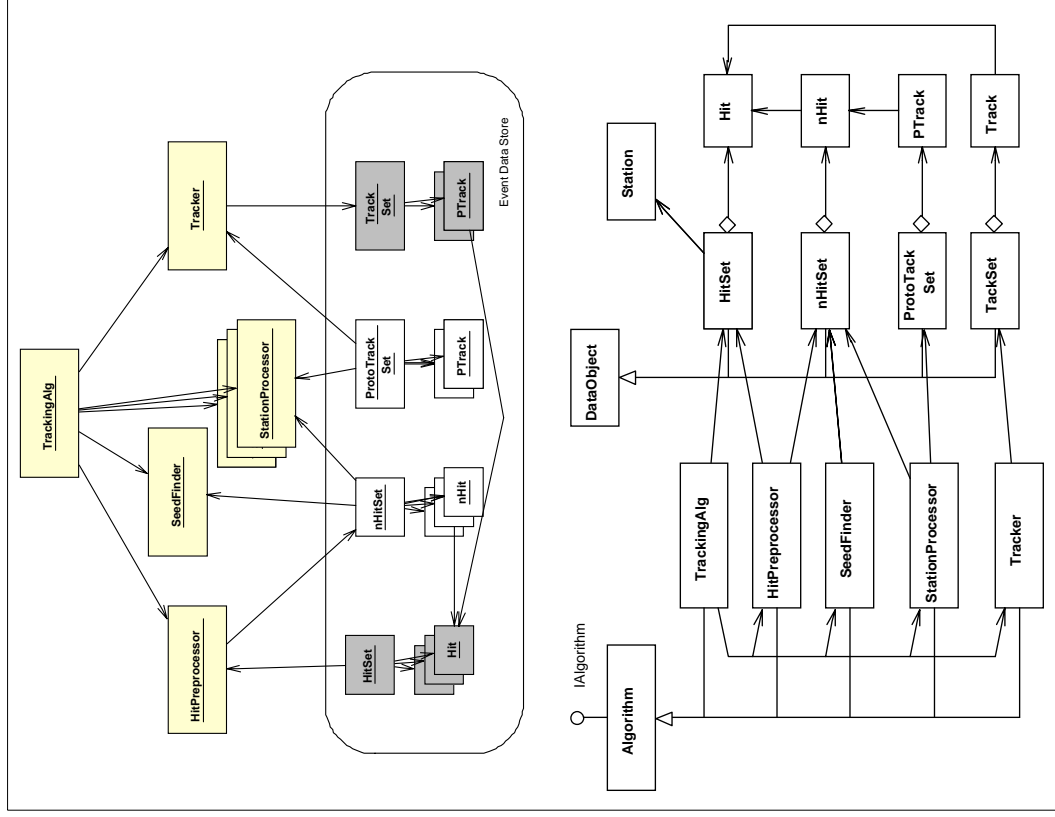 TrackingAlg
HitPreprocessor
SeedFinder
StationProcessor
Tracker
HitSet
nHitSet
ProtoTrack
Set
Track
Set
Hit
nHit
PTrack
PTrack
Event Data Store
IAlgorithm
Algorithm
DataObject
Station
TrackingAlg
HitSet
Hit
HitPreprocessor
SeedFinder
nHitSet
nHit
StationProcessor
ProtoTack
Set
PTrack
Tracker
TackSet
Track